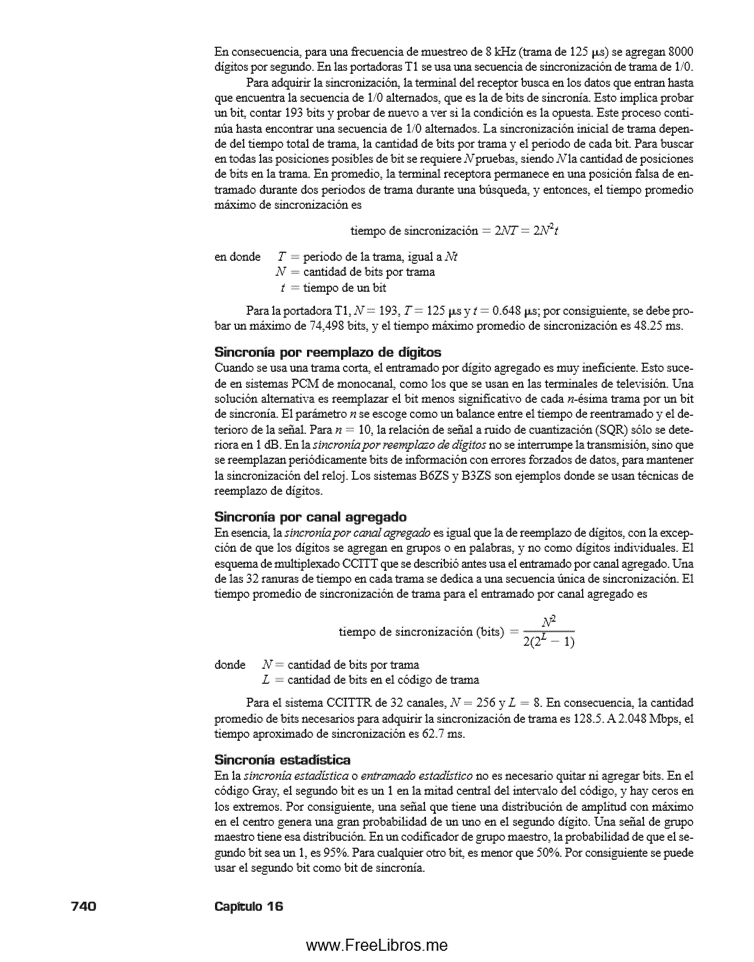 En consecuencia, para una frecuencia de muestreo de 8 kHz (trama de 125 μs) se agregan 8000
dígitos por segundo. En las portadoras T1 se usa una secuencia de sincronización de trama de 1/0.
Para adquirir la sincronización, la terminal del receptor busca en los datos que entran hasta
que encuentra la secuencia de 1/0 alternados, que es la de bits de sincronía. Esto implica probar
un bit, contar 193 bits y probar de nuevo a ver si la condición es la opuesta. Este proceso conti-
núa hasta encontrar una secuencia de 1/0 alternados. La sincronización inicial de trama depen-
de del tiempo total de trama, la cantidad de bits por trama y el periodo de cada bit. Para buscar
en todas las posiciones posibles de bit se requiere N pruebas, siendo N la cantidad de posiciones
de bits en la trama. En promedio, la terminal receptora permanece en una posición falsa de en-
tramado durante dos periodos de trama durante una búsqueda, y entonces, el tiempo promedio
máximo de sincronización es
tiempo de sincronización = 2NT = 2N²t
en donde T = periodo de la trama, igual a Nt
N = cantidad de bits por trama
t = tiempo de un bit
Para la portadora T1, N = 193, T = 125 μs y t = 0.648 μs; por consiguiente, se debe pro-
bar un máximo de 74,498 bits, y el tiempo máximo promedio de sincronización es 48.25 ms.
Sincronía por reemplazo de dígitos
Cuando se usa una trama corta, el entramado por dígito agregado es muy ineficiente. Esto suce-
de en sistemas PCM de monocanal, como los que se usan en las terminales de televisión. Una
solución alternativa es reemplazar el bit menos significativo de cada n-ésima trama por un bit
de sincronía. El parámetro n se escoge como un balance entre el tiempo de reentramado y el de-
terioro de la señal. Para n = 10, la relación de señal a ruido de cuantización (SQR) sólo se dete-
riora en 1 dB. En la sincronía por reemplazo de dígitos no se interrumpe la transmisión, sino que
se reemplazan periódicamente bits de información con errores forzados de datos, para mantener
la sincronización del reloj. Los sistemas B6ZS y B3ZS son ejemplos donde se usan técnicas de
reemplazo de dígitos.
Sincronía por canal agregado
En esencia, la sincronía por canal agregado es igual que la de reemplazo de dígitos, con la excep-
ción de que los dígitos se agregan en grupos o en palabras, y no como dígitos individuales. El
esquema de multiplexado CCITT que se describió antes usa el entramado por canal agregado. Una
de las 32 ranuras de tiempo en cada trama se dedica a una secuencia única de sincronización. El
tiempo promedio de sincronización de trama para el entramado por canal agregado es
tiempo de sincronización (bits) = N² / 2(2^L − 1)
donde N = cantidad de bits por trama
L = cantidad de bits en el código de trama
Para el sistema CCITTR de 32 canales, N = 256 y L = 8. En consecuencia, la cantidad
promedio de bits necesarios para adquirir la sincronización de trama es 128.5. A 2.048 Mbps, el
tiempo aproximado de sincronización es 62.7 ms.
Sincronía estadística
En la sincronía estadística o entramado estadístico no es necesario quitar ni agregar bits. En el
código Gray, el segundo bit es un 1 en la mitad central del intervalo del código, y hay ceros en
los extremos. Por consiguiente, una señal que tiene una distribución de amplitud con máximo
en el centro genera una gran probabilidad de un uno en el segundo dígito. Una señal de grupo
maestro tiene esa distribución. En un codificador de grupo maestro, la probabilidad de que el se-
gundo bit sea un 1, es 95%. Para cualquier otro bit, es menor que 50%. Por consiguiente se puede
usar el segundo bit como bit de sincronía.
740 Capítulo 16
www.FreeLibros.me